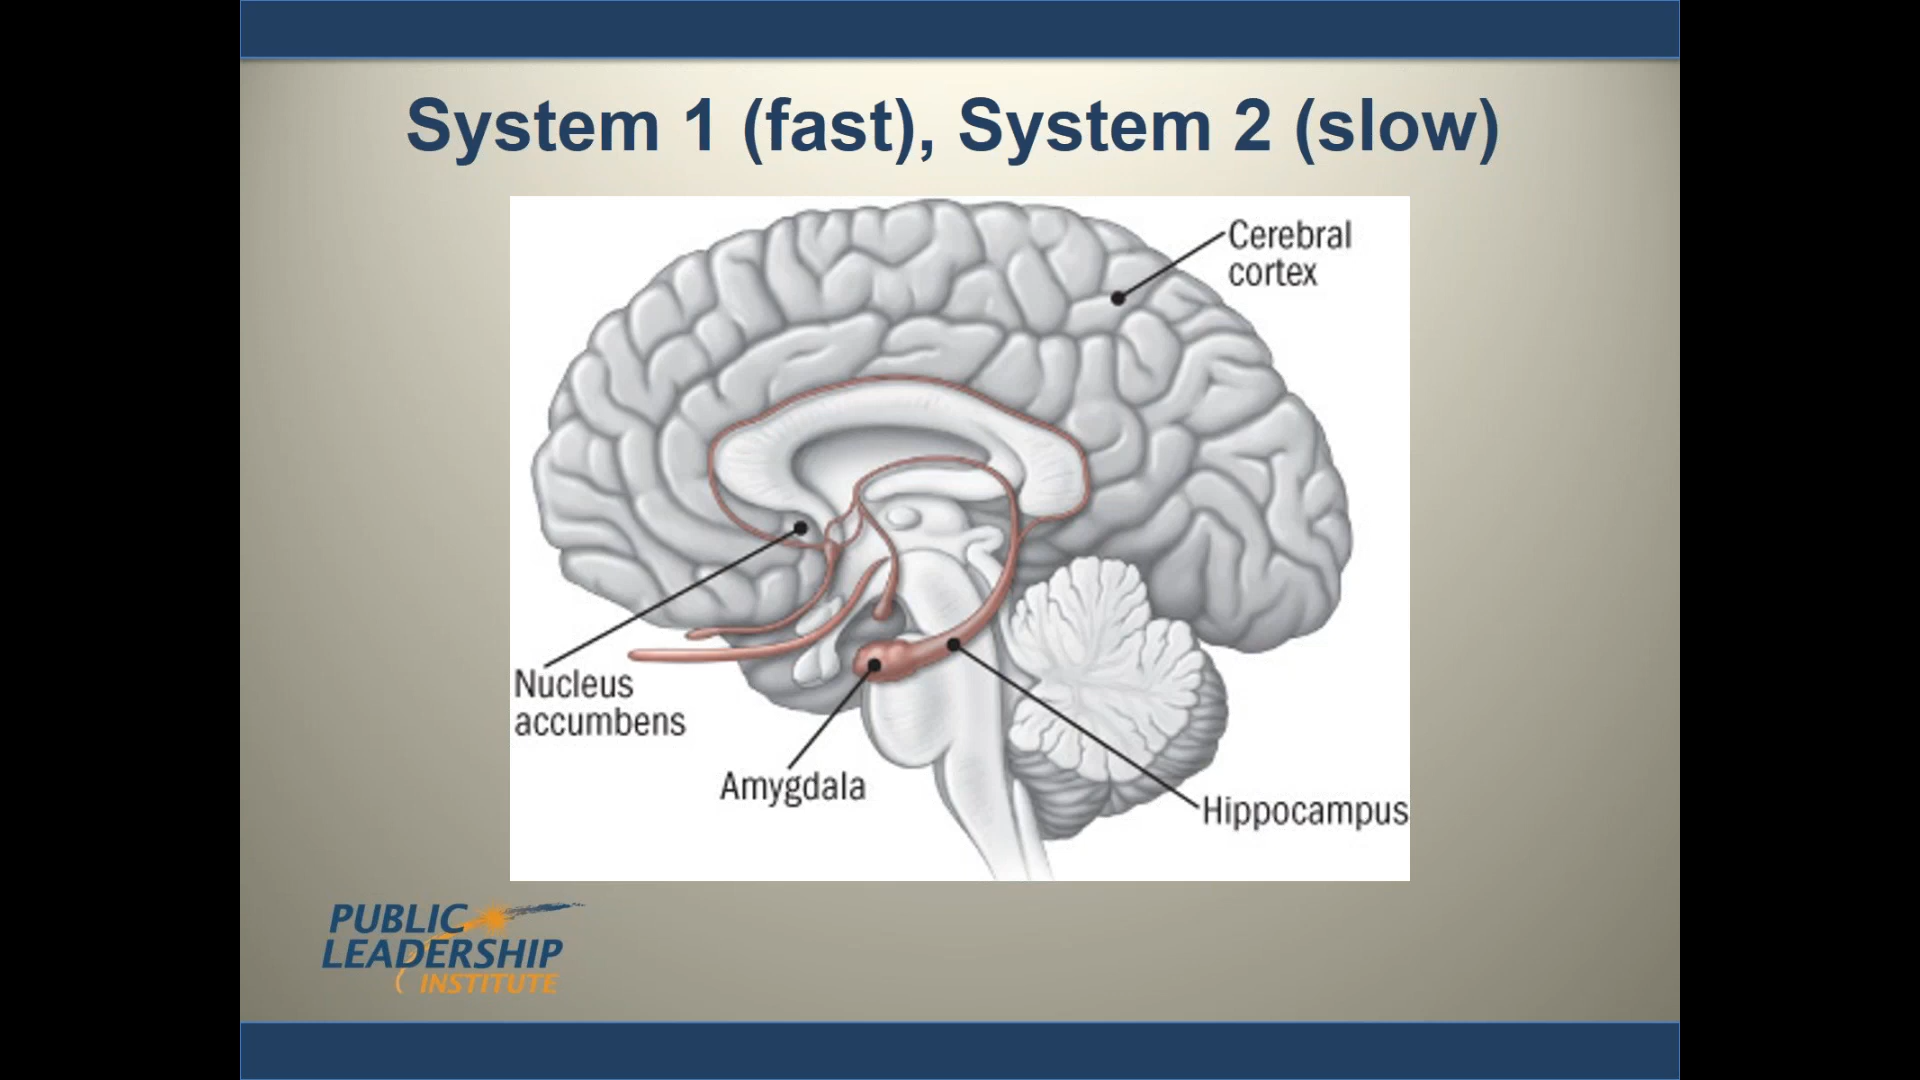 System 1 (fast), System 2 (slow)
Cerebral
cortex
Nucleus
accumbens
Amygdala
Hippocampus
PUBLIC
LEADERSHIP
INSTITUTE